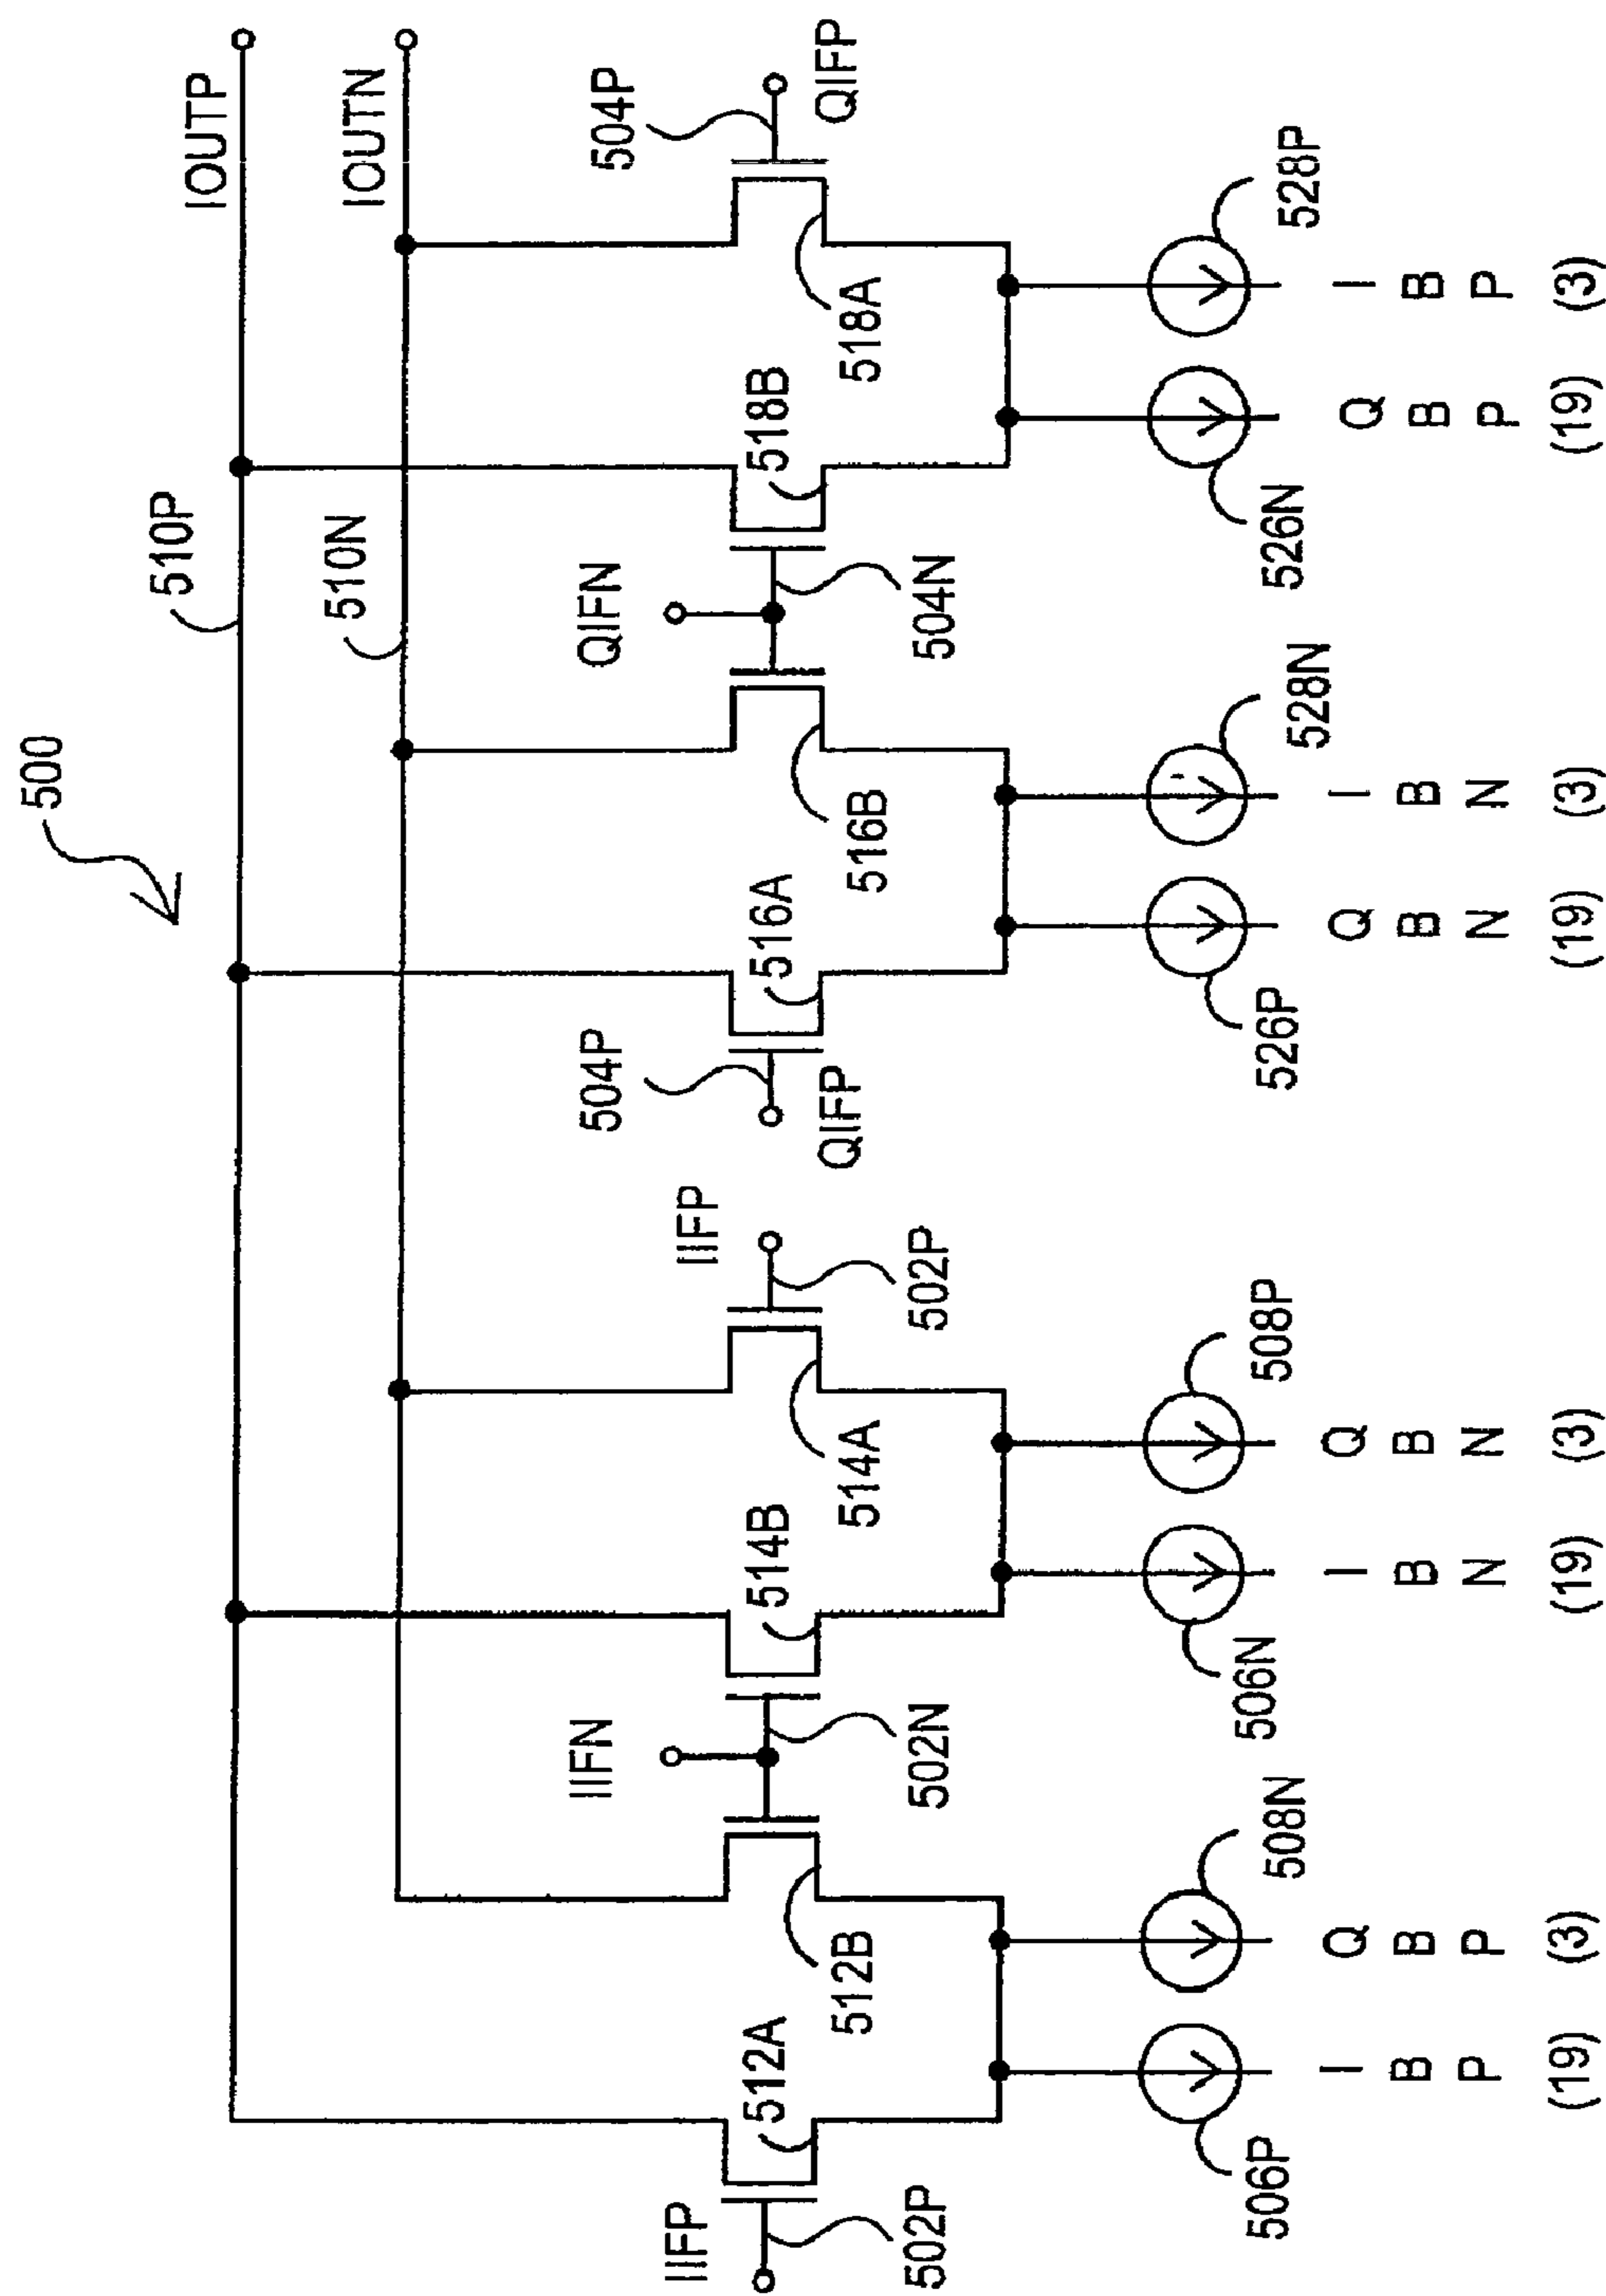 500
510P
IOUTP
510N
IOUTN
IIFP
502P
512A
512B
IIFN
502N
514B
514A
IIFP
502P
504P
QIFP
516A
516B
QIFN
504N
518B
518A
504P
QIFP
506P
508N
506N
508P
526P
528N
526N
528P
I B P (19)
Q B P (3)
I B N (19)
Q B N (3)
Q B N (19)
I B N (3)
Q B P (19)
I B P (3)